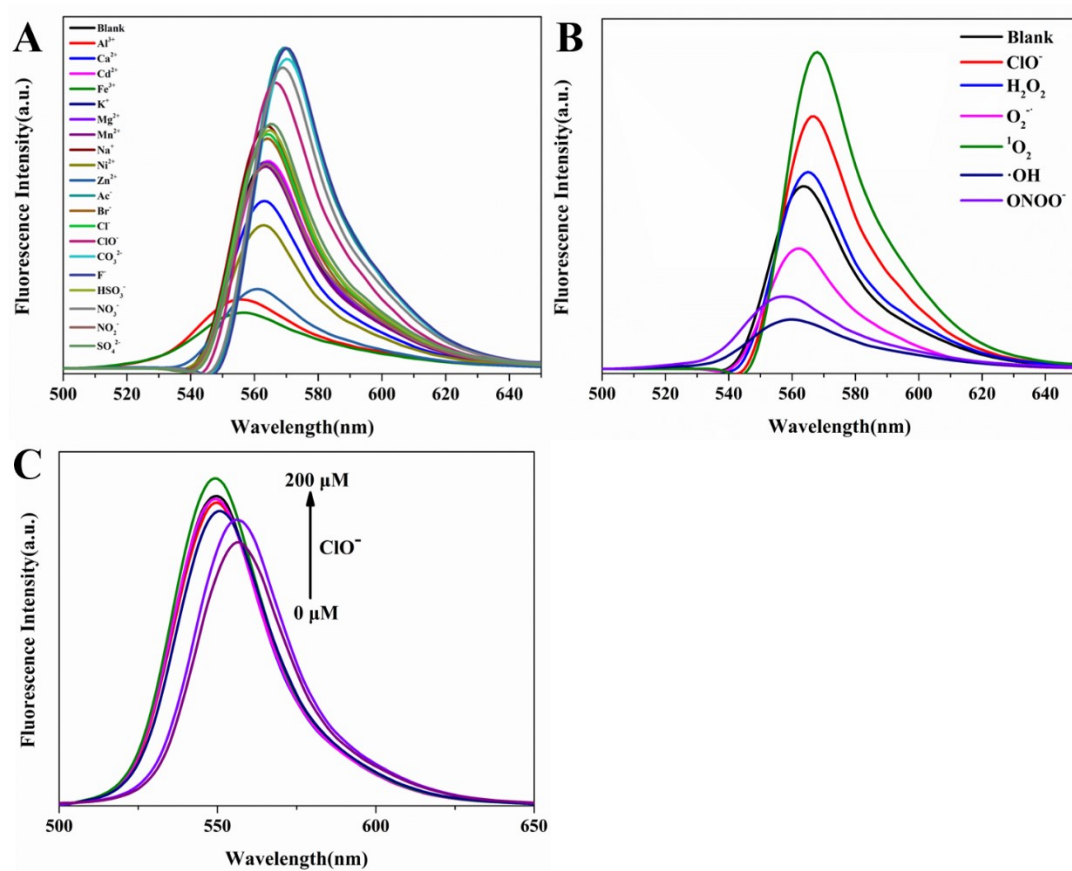 A
Fluorescence Intensity(a.u.)
Blank
Al³⁺
Ca²⁺
Cd²⁺
Fe³⁺
K⁺
Mg²⁺
Mn²⁺
Na⁺
Ni²⁺
Zn²⁺
Ac⁻
Br⁻
Cl⁻
ClO⁻
CO₃²⁻
F⁻
HSO₃⁻
NO₃⁻
NO₂⁻
SO₄²⁻
500 520 540 560 580 600 620 640
Wavelength(nm)
B
Fluorescence Intensity(a.u.)
Blank
ClO⁻
H₂O₂
O₂⁻·
¹O₂
·OH
ONOO⁻
500 520 540 560 580 600 620 640
Wavelength(nm)
C
Fluorescence Intensity(a.u.)
200 μM
ClO⁻
0 μM
500 550 600 650
Wavelength(nm)